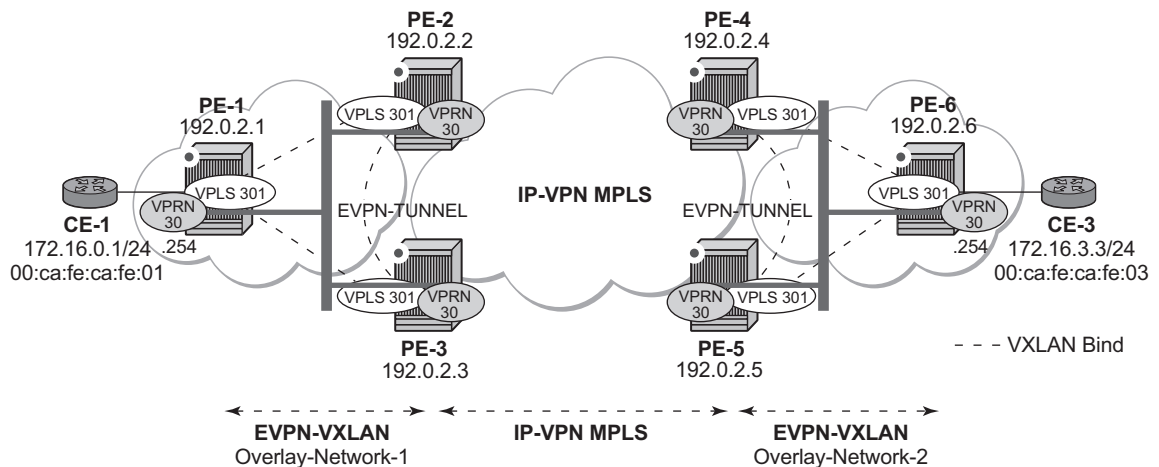 PE-2
192.0.2.2
PE-4
192.0.2.4
PE-1
192.0.2.1
PE-6
192.0.2.6
VPLS 301
VPRN
30
VPLS 301
VPRN
30
VPLS 301
VPRN
30
VPLS 301
VPRN
30
CE-1
172.16.0.1/24
00:ca:fe:ca:fe:01
.254
EVPN-TUNNEL
IP-VPN MPLS
EVPN-TUNNEL
.254
CE-3
172.16.3.3/24
00:ca:fe:ca:fe:03
VPLS 301
VPRN
30
VPRN
30
VPLS 301
PE-3
192.0.2.3
PE-5
192.0.2.5
VXLAN Bind
EVPN-VXLAN
Overlay-Network-1
IP-VPN MPLS
EVPN-VXLAN
Overlay-Network-2